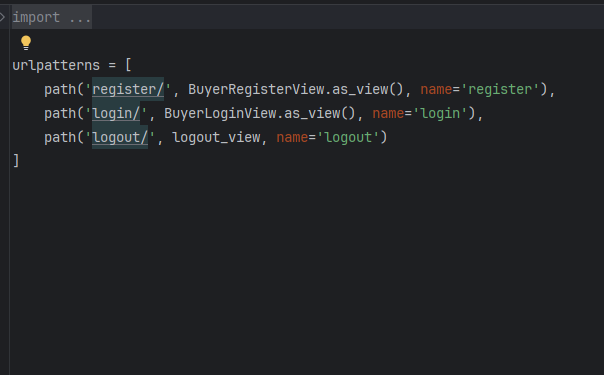 import ...
urlpatterns = [
    path('register/', BuyerRegisterView.as_view(), name='register'),
    path('login/', BuyerLoginView.as_view(), name='login'),
    path('logout/', logout_view, name='logout')
]